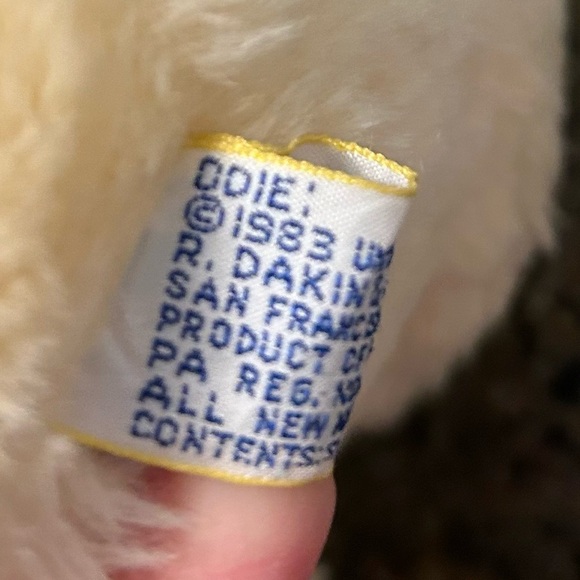 ODIE:
© 1983
R. DAKIN
SAN
PRODUCT
PA REG.
ALL NEW
CONTENTS: